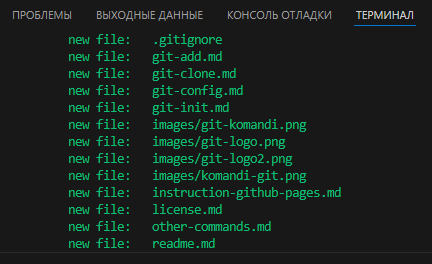 ПРОБЛЕМЫ ВЫХОДНЫЕ ДАННЫЕ КОНСОЛЬ ОТЛАДКИ ТЕРМИНАЛ
new file: .gitignore
new file: git-add.md
new file: git-clone.md
new file: git-config.md
new file: git-init.md
new file: images/git-komandi.png
new file: images/git-logo.png
new file: images/git-logo2.png
new file: images/komandi-git.png
new file: instruction-github-pages.md
new file: license.md
new file: other-commands.md
new file: readme.md